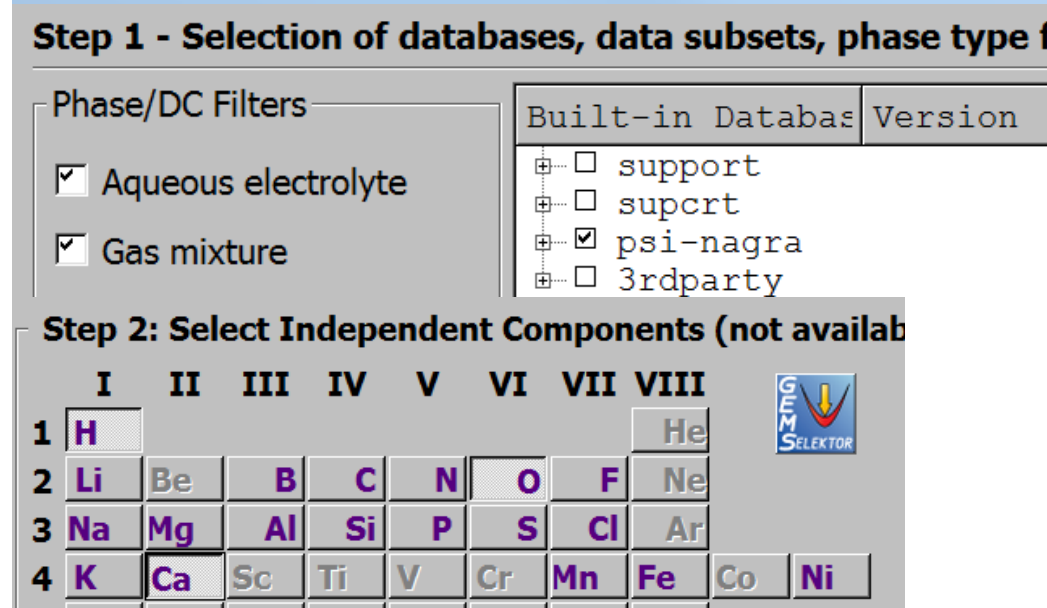 Step 1 - Selection of databases, data subsets, phase type f
Phase/DC Filters
Built-in Databas Version
Aqueous electrolyte
Gas mixture
support
supcrt
psi-nagra
3rdparty
Step 2: Select Independent Components (not availab
I II III IV V VI VII VIII
GEM SELEKTOR
1 H He
2 Li Be B C N O F Ne
3 Na Mg Al Si P S Cl Ar
4 K Ca Sc Ti V Cr Mn Fe Co Ni